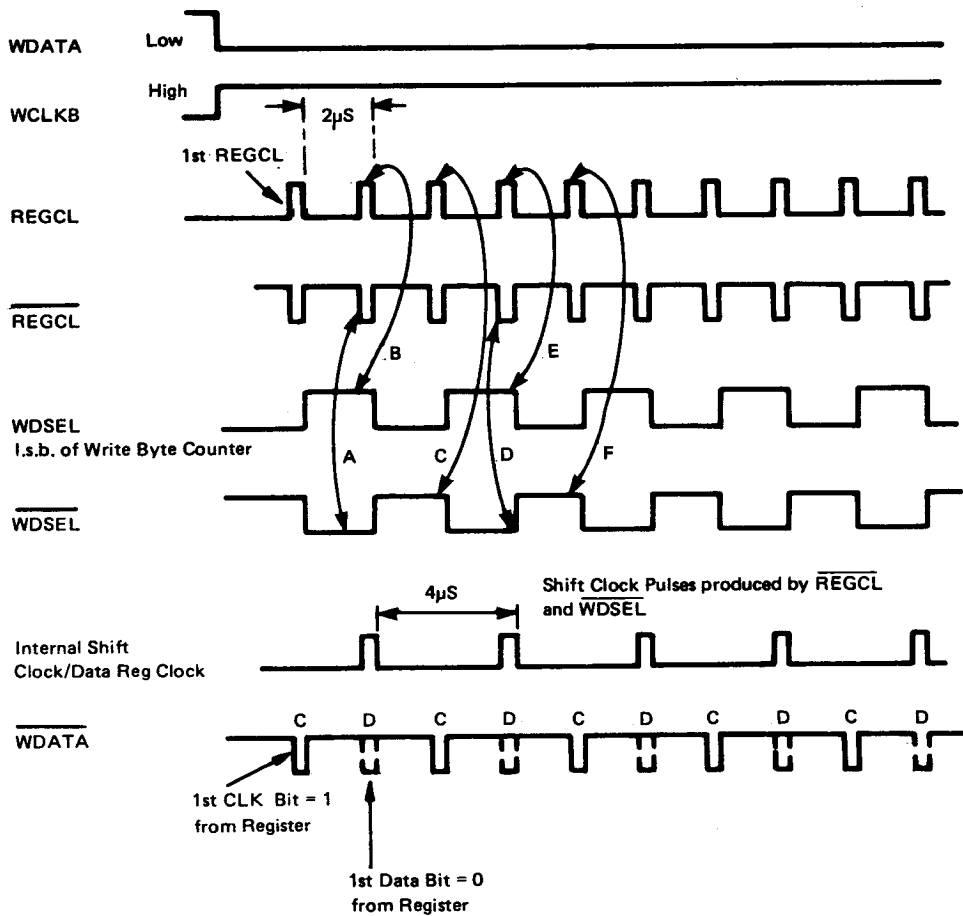 WDATA Low
WCLKB High
2µS
1st REGCL
REGCL
REGCL
B
E
WDSEL
l.s.b. of Write Byte Counter
A C D F
WDSEL
Shift Clock Pulses produced by REGCL
and WDSEL
4µS
Internal Shift
Clock/Data Reg Clock
C D C D C D C D C D
WDATA
1st CLK Bit = 1
from Register
1st Data Bit = 0
from Register